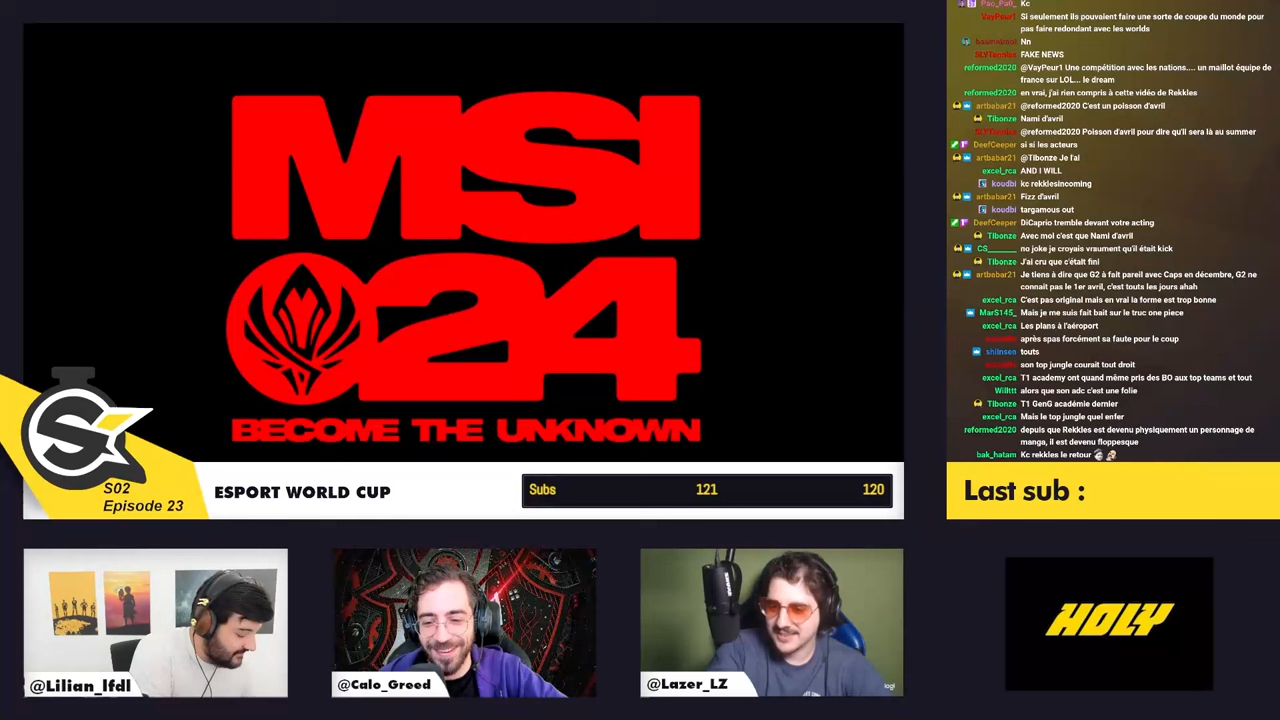 MSI
024
BECOME THE UNKNOWN
S02
Episode 23
ESPORT WORLD CUP
Subs 121 120
@Lilian_lfdl
@Calo_Greed
@Lazer_LZ
logi
Kc
VayPeur1 Si seulement ils pouvaient faire une sorte de coupe du monde pour
pas faire redondant avec les worlds
Nn
FAKE NEWS
reformed2020 @VayPeur1 Une compétition avec les nations.... un maillot équipe de
france sur LOL... le dream
reformed2020 en vrai, j'ai rien compris à cette vidéo de Rekkles
artbabar21 @reformed2020 C'est un poisson d'avril
Tlbonze Nami d'avril
@reformed2020 Poisson d'avril pour dire qu'il sera là au summer
DeefCeeper si si les acteurs
artbabar21 @Tlbonze Je l'ai
excel_rca AND I WILL
koudbi kc rekklesincoming
artbabar21 Fizz d'avril
koudbi targamous out
DeefCeeper DiCaprio tremble devant votre acting
Tlbonze Avec moi c'est que Nami d'avril
CS______ no joke je croyais vraument qu'il était kick
Tlbonze J'ai cru que c'était fini
artbabar21 Je tiens à dire que G2 à fait pareil avec Caps en décembre, G2 ne
connait pas le 1er avril, c'est touts les jours ahah
excel_rca C'est pas original mais en vrai la forme est trop bonne
MarS145_ Mais je me suis fait bait sur le truc one piece
excel_rca Les plans à l'aéroport
après spas forcément sa faute pour le coup
shiinsen touts
son top jungle courait tout droit
excel_rca T1 academy ont quand même pris des BO aux top teams et tout
Willttt alors que son adc c'est une folie
Tlbonze T1 GenG académie dernier
excel_rca Mais le top jungle quel enfer
reformed2020 depuis que Rekkles est devenu physiquement un personnage de
manga, il est devenu floppesque
bak_hatam Kc rekkles le retour
Last sub :
HOLY